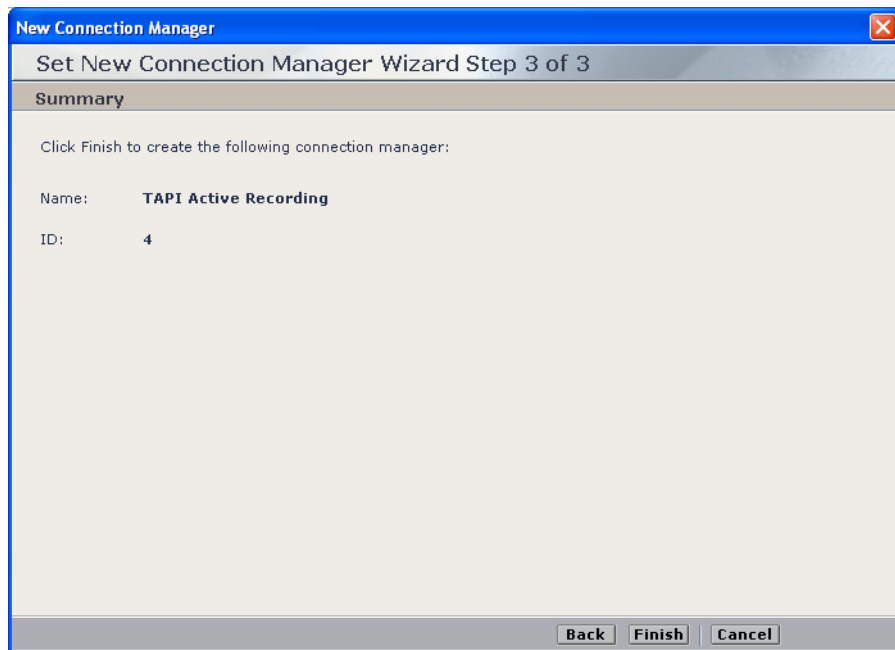 New Connection Manager
Set New Connection Manager Wizard Step 3 of 3
Summary
Click Finish to create the following connection manager:
Name: TAPI Active Recording
ID: 4
Back Finish Cancel